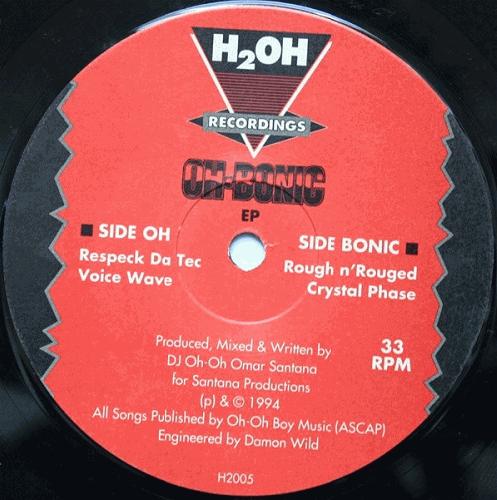 H2OH
RECORDINGS
OH-BONIC
EP
SIDE OH
Respeck Da Tec
Voice Wave
SIDE BONIC
Rough n'Rouged
Crystal Phase
33
RPM
Produced, Mixed & Written by
DJ Oh-Oh Omar Santana
for Santana Productions
(p) & © 1994
All Songs Published by Oh-Oh Boy Music (ASCAP)
Engineered by Damon Wild
H2005